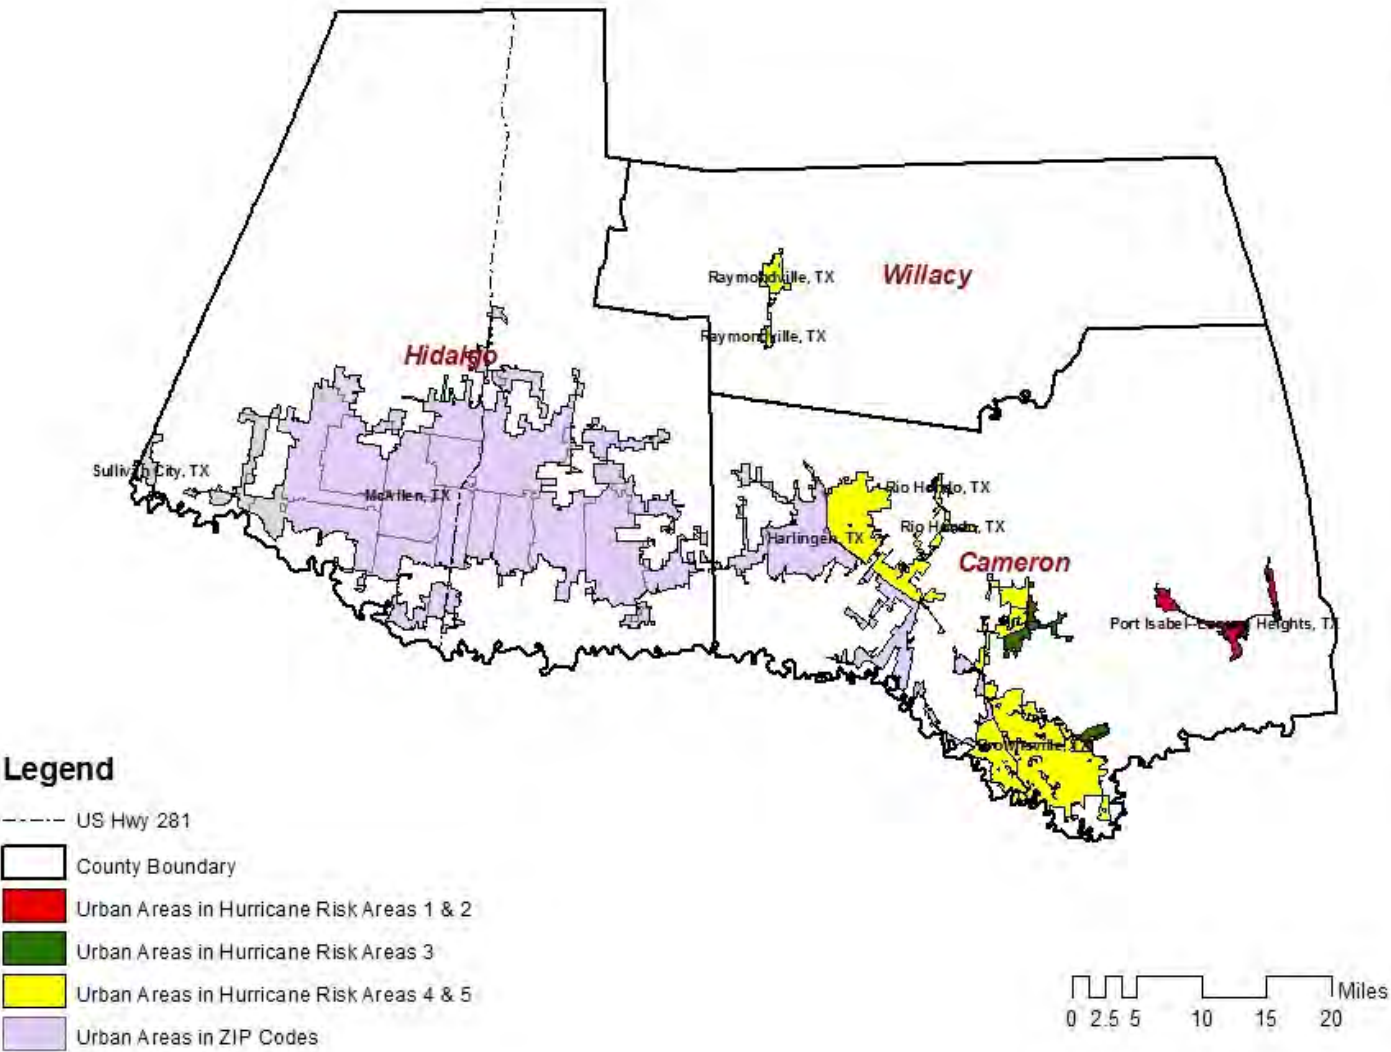 Raymondville, TX
Willacy
Raymondville, TX
Hidalgo
Sullivan City, TX
McAllen, TX
Rio Hondo, TX
Rio Hondo, TX
Harlingen, TX
Cameron
Port Isabel--Laguna Heights, TX
Brownsville, TX
Legend
US Hwy 281
County Boundary
Urban Areas in Hurricane Risk Areas 1 & 2
Urban Areas in Hurricane Risk Areas 3
Urban Areas in Hurricane Risk Areas 4 & 5
Urban Areas in ZIP Codes
Miles
0 2.5 5 10 15 20